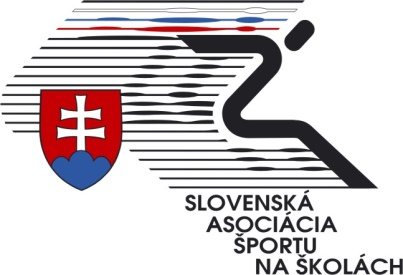 SLOVENSKÁ
ASOCIÁCIA
ŠPORTU
NA ŠKOLÁCH